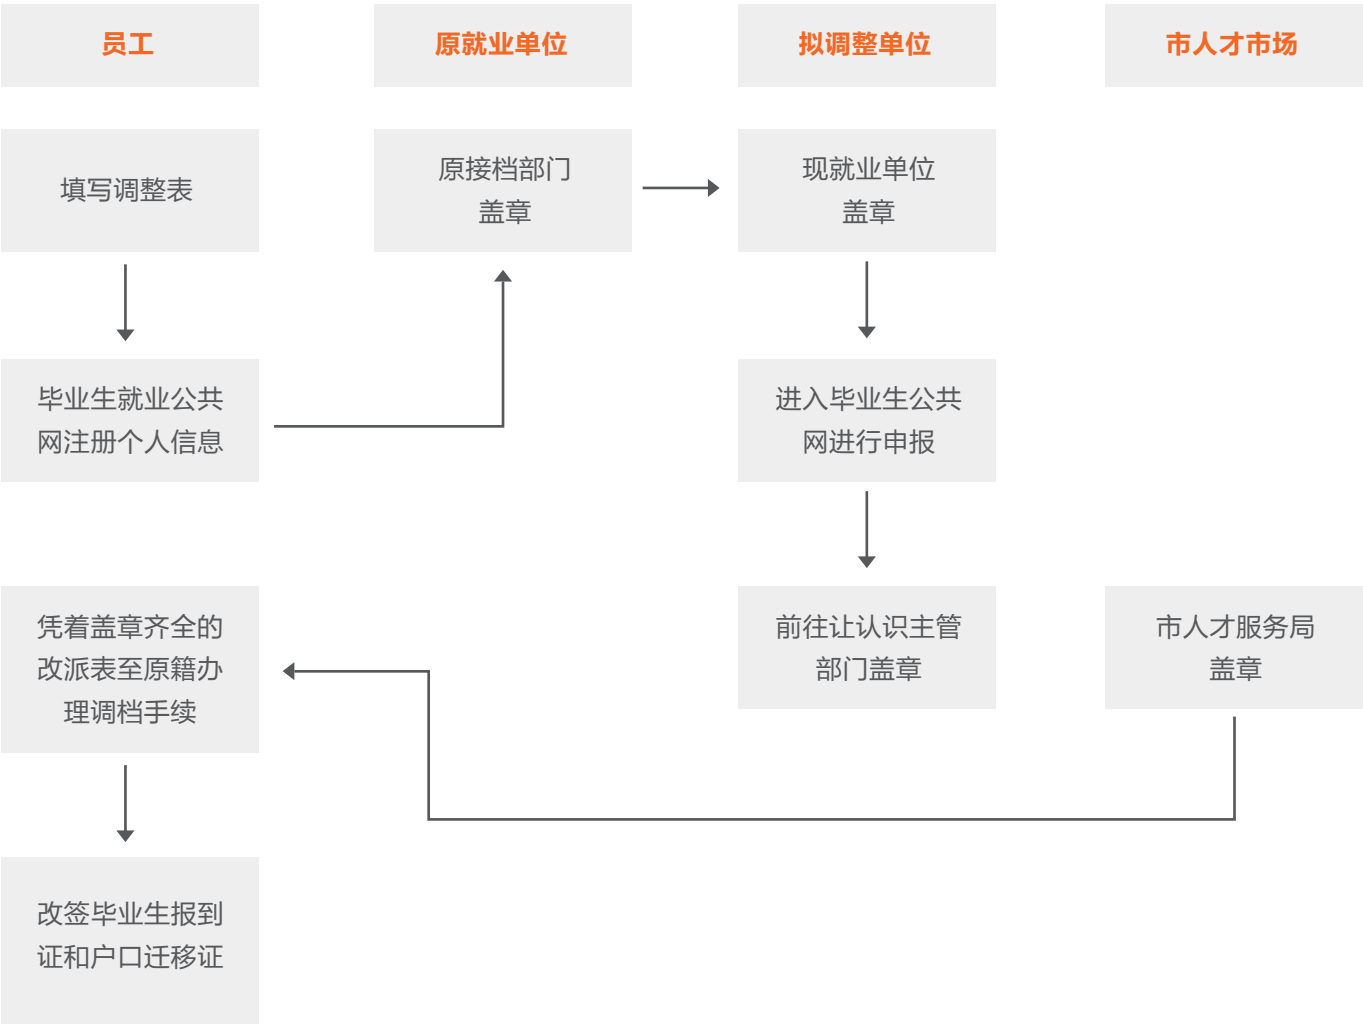 员工
原就业单位
拟调整单位
市人才市场
填写调整表
原接档部门
盖章
现就业单位
盖章
毕业生就业公共
网注册个人信息
进入毕业生公共
网进行申报
凭着盖章齐全的
改派表至原籍办
理调档手续
前往让认识主管
部门盖章
市人才服务局
盖章
改签毕业生报到
证和户口迁移证